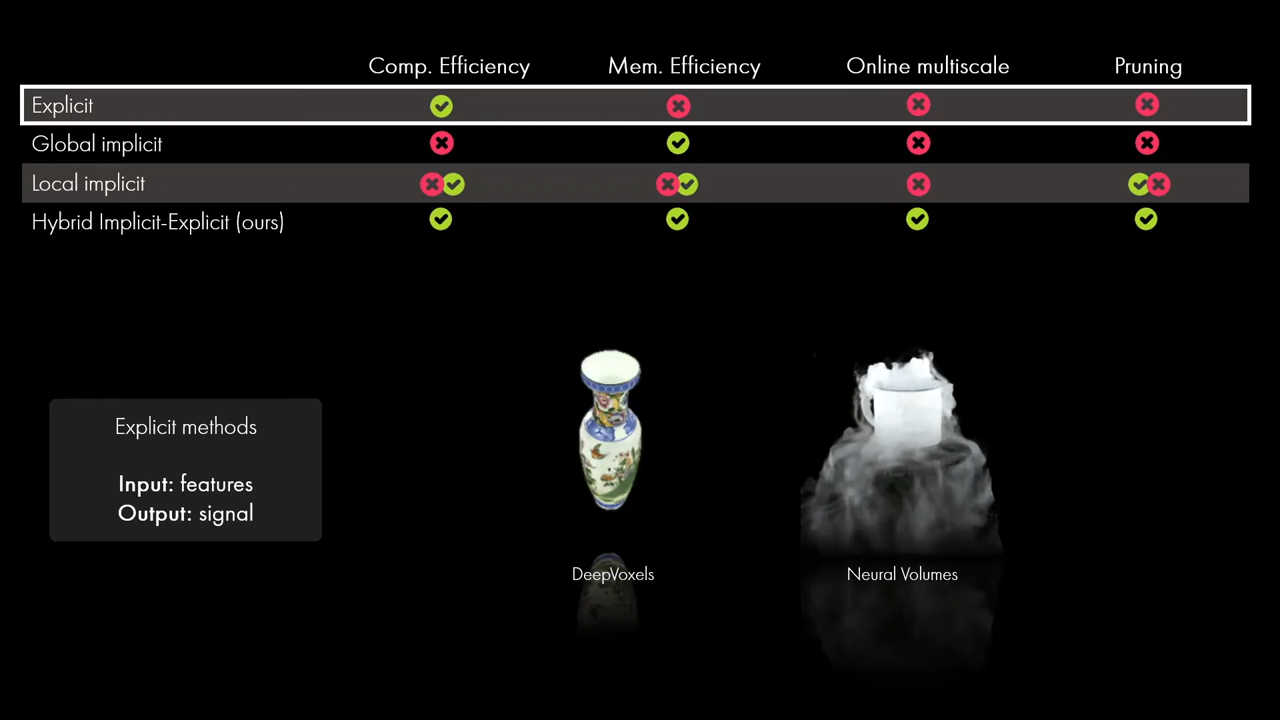 Comp. Efficiency Mem. Efficiency Online multiscale Pruning
Explicit
Global implicit
Local implicit
Hybrid Implicit-Explicit (ours)
Explicit methods
Input: features
Output: signal
DeepVoxels
Neural Volumes